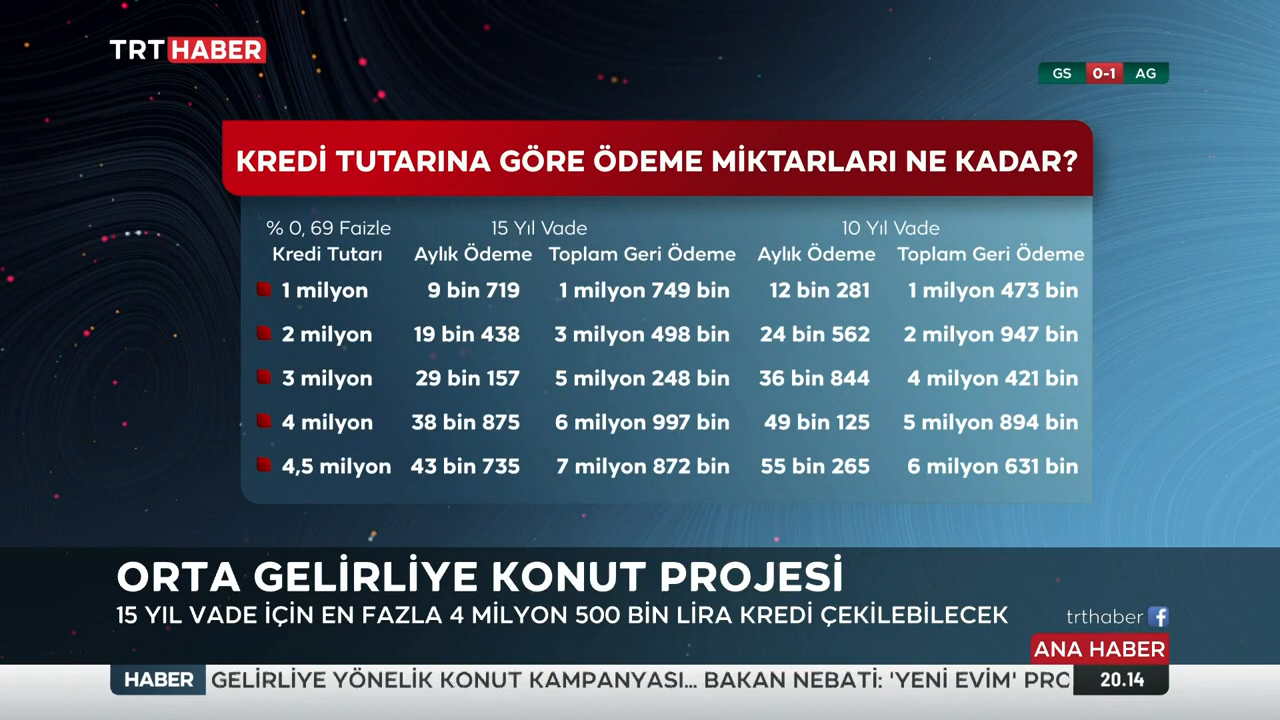 TRT HABER
GS 0-1 AG
KREDİ TUTARINA GÖRE ÖDEME MİKTARLARI NE KADAR?
% 0, 69 Faizle 15 Yıl Vade 10 Yıl Vade
Kredi Tutarı Aylık Ödeme Toplam Geri Ödeme Aylık Ödeme Toplam Geri Ödeme
1 milyon 9 bin 719 1 milyon 749 bin 12 bin 281 1 milyon 473 bin
2 milyon 19 bin 438 3 milyon 498 bin 24 bin 562 2 milyon 947 bin
3 milyon 29 bin 157 5 milyon 248 bin 36 bin 844 4 milyon 421 bin
4 milyon 38 bin 875 6 milyon 997 bin 49 bin 125 5 milyon 894 bin
4,5 milyon 43 bin 735 7 milyon 872 bin 55 bin 265 6 milyon 631 bin
ORTA GELİRLİYE KONUT PROJESİ
15 YIL VADE İÇİN EN FAZLA 4 MİLYON 500 BİN LİRA KREDİ ÇEKİLEBİLECEK
trthaber f
ANA HABER
HABER GELİRLİYE YÖNELİK KONUT KAMPANYASI... BAKAN NEBATİ: 'YENİ EVİM' PRO 20.14